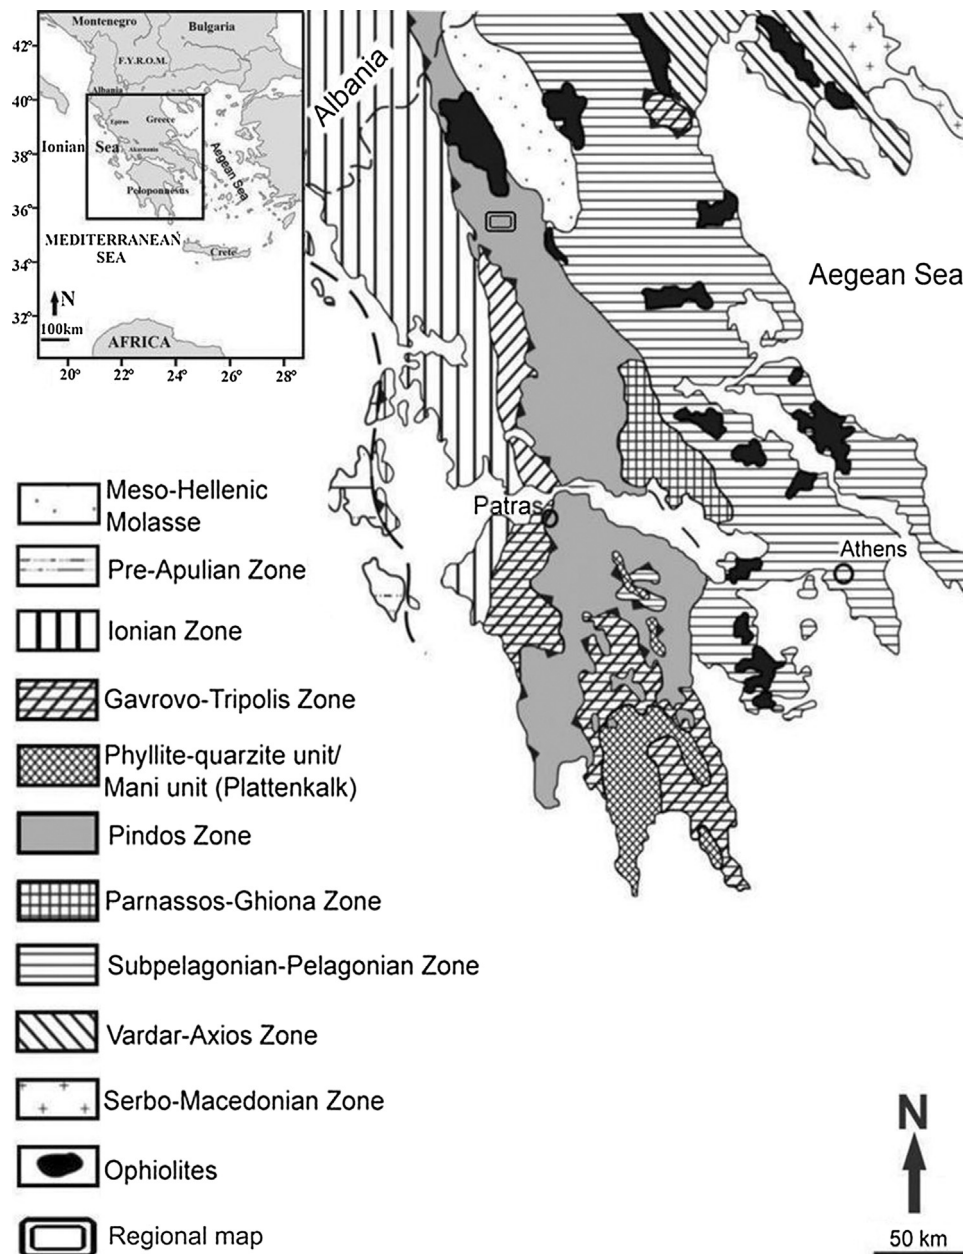 Montenegro
Bulgaria
42°
F.Y.R.O.M.
Albania
40°
Epirus
Greece
Ionian Sea
Akarnania
Aegean Sea
38°
Peloponnesus
36°
MEDITERRANEAN
SEA
Crete
34°
N
32°
100km
AFRICA
20°
22°
24°
26°
28°
Albania
Aegean Sea
Patras
Athens
Meso-Hellenic
Molasse
Pre-Apulian Zone
Ionian Zone
Gavrovo-Tripolis Zone
Phyllite-quarzite unit/
Mani unit (Plattenkalk)
Pindos Zone
Parnassos-Ghiona Zone
Subpelagonian-Pelagonian Zone
Vardar-Axios Zone
Serbo-Macedonian Zone
Ophiolites
Regional map
N
50 km